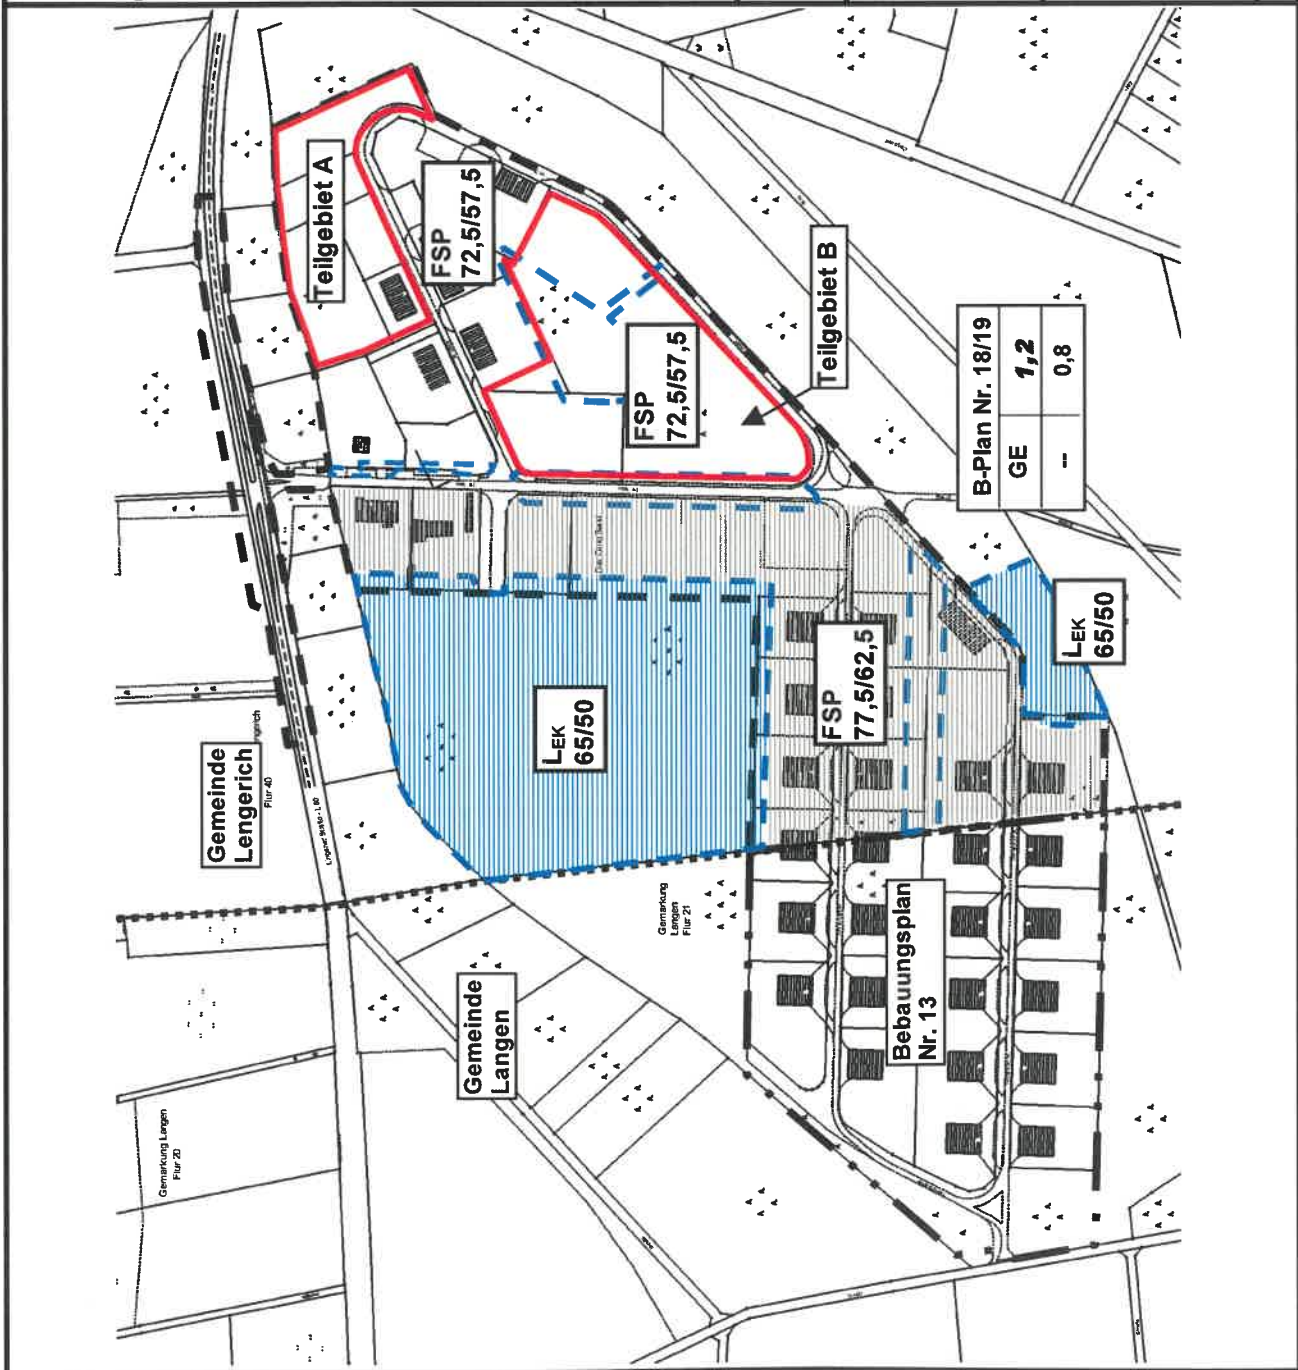 Teilgebiet A
FSP
72,5/57,5
FSP
72,5/57,5
Teilgebiet B
B-Plan Nr. 18/19
GE
1,2
--
0,8
LEK
65/50
LEK
65/50
FSP
77,5/62,5
Gemeinde
Lengerich
Flur 40
Gemarkung
Langen
Flur 21
Bebauungsplan
Nr. 13
Gemeinde
Langen
Gemarkung Langen
Flur 20